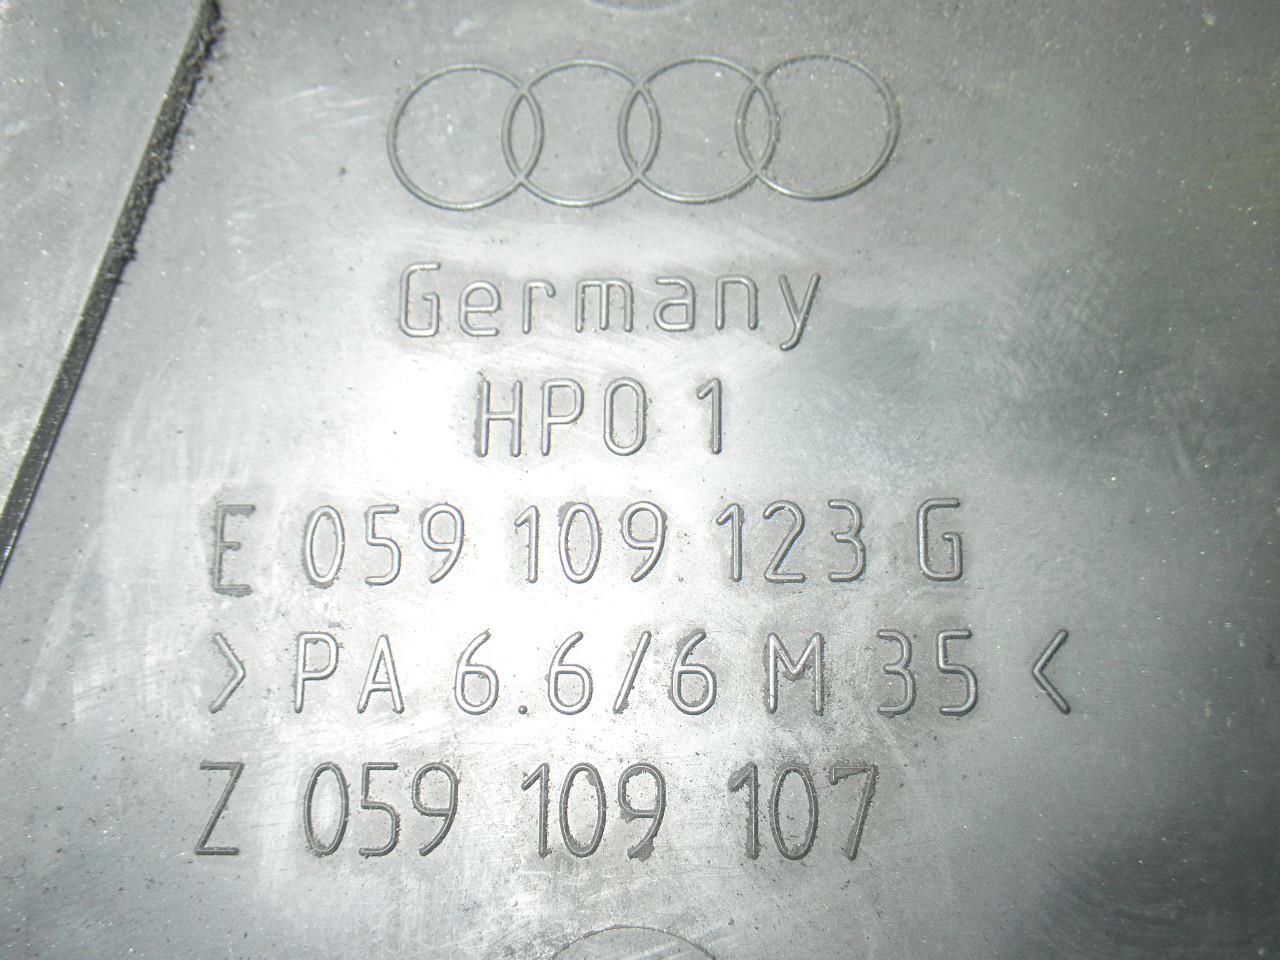 Germany
HPO 1
E 059 109 123 G
>PA 6.6/6 M 35<
Z 059 109 107